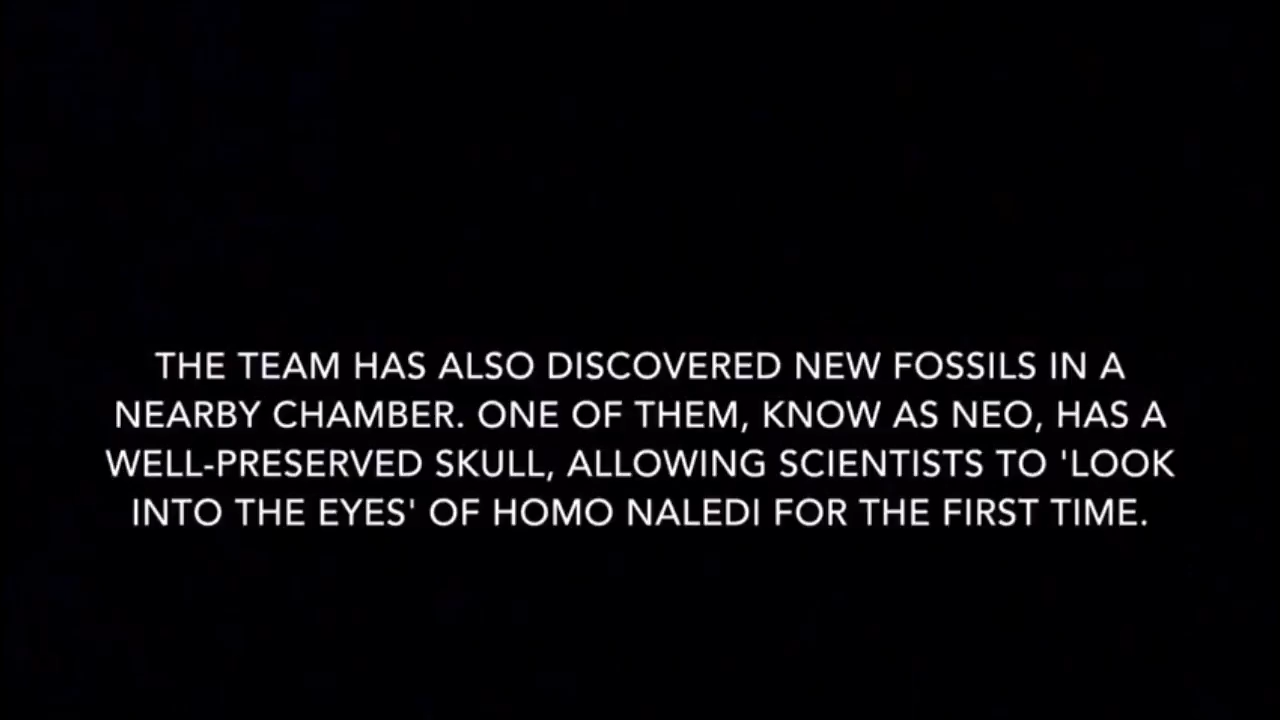 THE TEAM HAS ALSO DISCOVERED NEW FOSSILS IN A
NEARBY CHAMBER. ONE OF THEM, KNOW AS NEO, HAS A
WELL-PRESERVED SKULL, ALLOWING SCIENTISTS TO 'LOOK
INTO THE EYES' OF HOMO NALEDI FOR THE FIRST TIME.